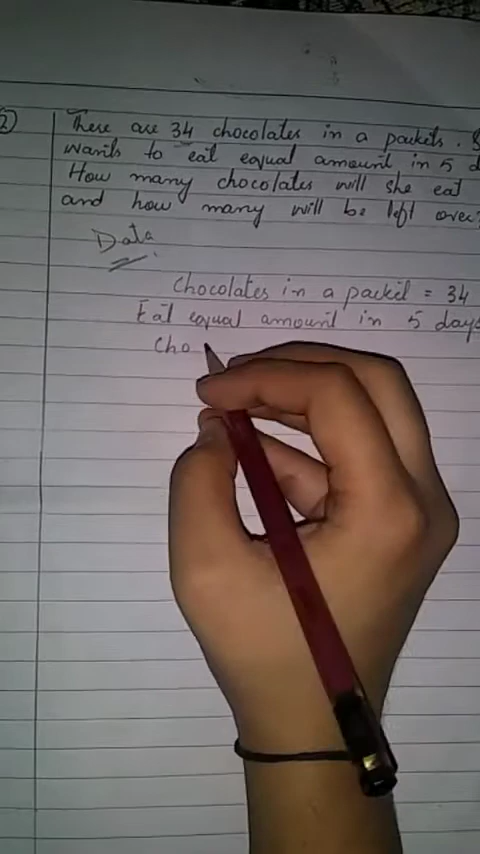 2
There are 34 chocolates in a packets. S
wants to eat equal amount in 5 d
How many chocolates will she eat
and how many will be left over?
Data
Chocolates in a packet = 34
Eat equal amount in 5 days
Cho